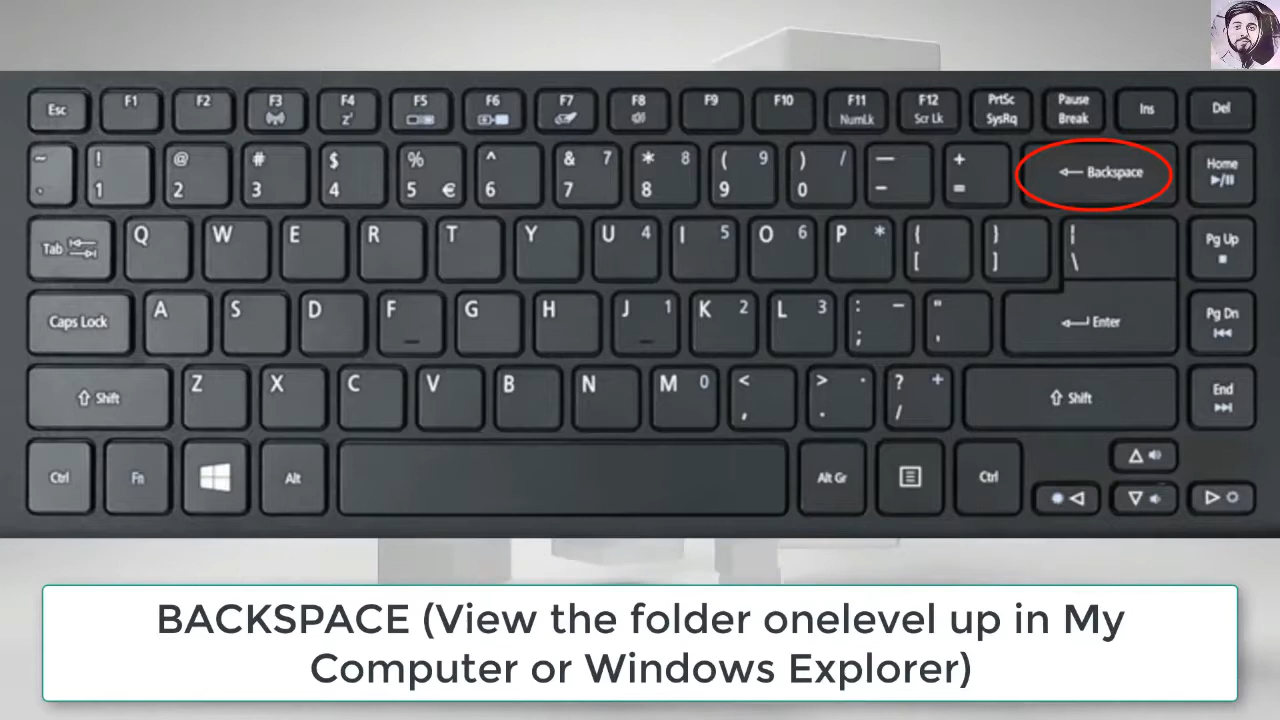 Esc F1 F2 F3 F4 F5 F6 F7 F8 F9 F10 F11 F12 PrtSc Pause Ins Del
z' NumLk Scr Lk SysRq Break
~ ! @ # $ % ^ & 7 * 8 ( 9 ) / — + ← Backspace Home
1 2 3 4 5 € 6 7 8 9 0 - =
Tab Q W E R T Y U 4 I 5 O 6 P * { } | Pg Up
[ ] \
Caps Lock A S D F G H J 1 K 2 L 3 : - " Enter Pg Dn
; '
Shift Z X C V B N M 0 < > . ? + Shift End
, . /
Ctrl Fn Alt Alt Gr Ctrl
BACKSPACE (View the folder onelevel up in My
Computer or Windows Explorer)